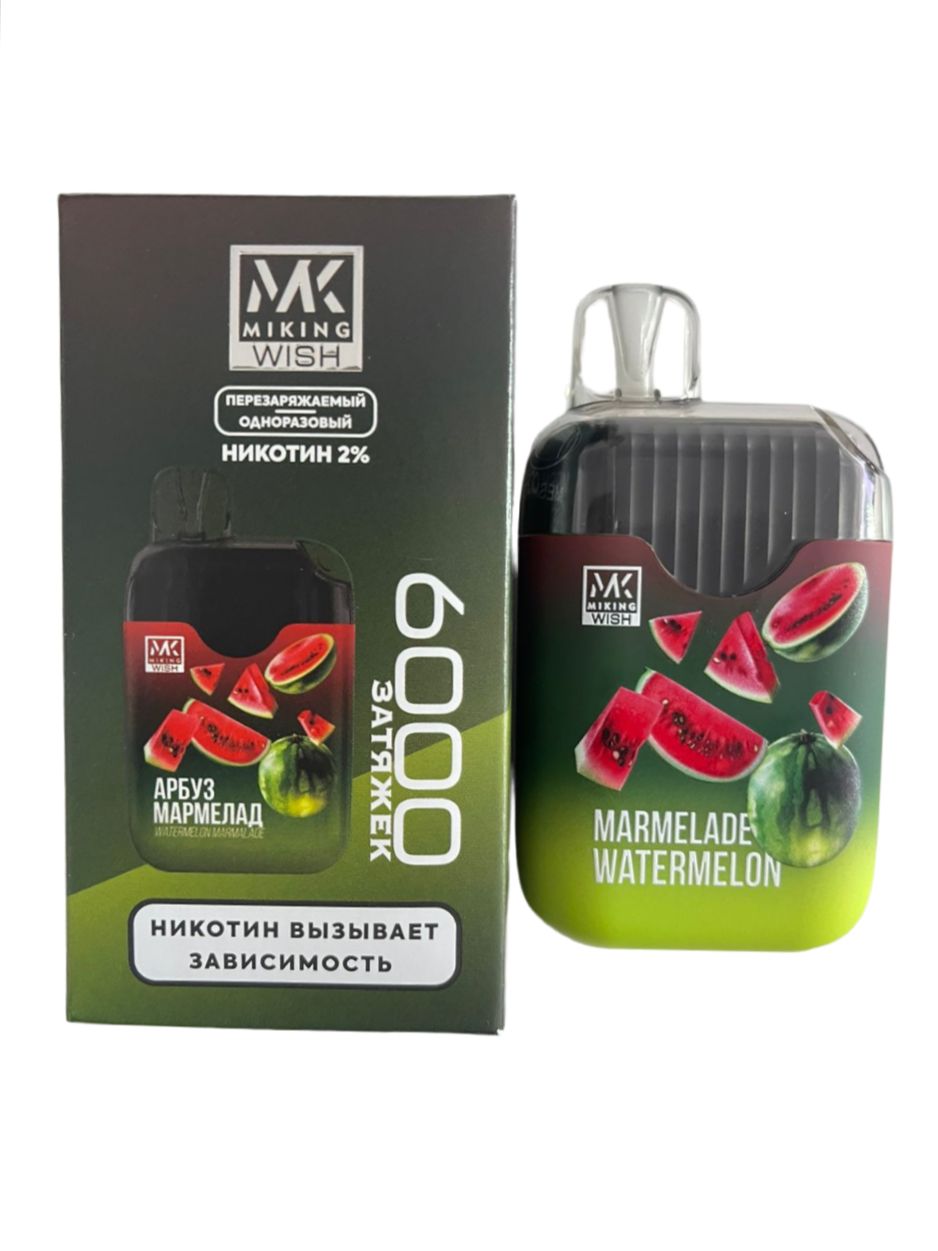 MK
MIKING
WISH
ПЕРЕЗАРЯЖАЕМЫЙ
ОДНОРАЗОВЫЙ
НИКОТИН 2%
6000
ЗАТЯЖЕК
MK
MIKING
WISH
АРБУЗ
МАРМЕЛАД
WATERMELON MARMALADE
НИКОТИН ВЫЗЫВАЕТ
ЗАВИСИМОСТЬ
MK
MIKING
WISH
MARMELADE
WATERMELON